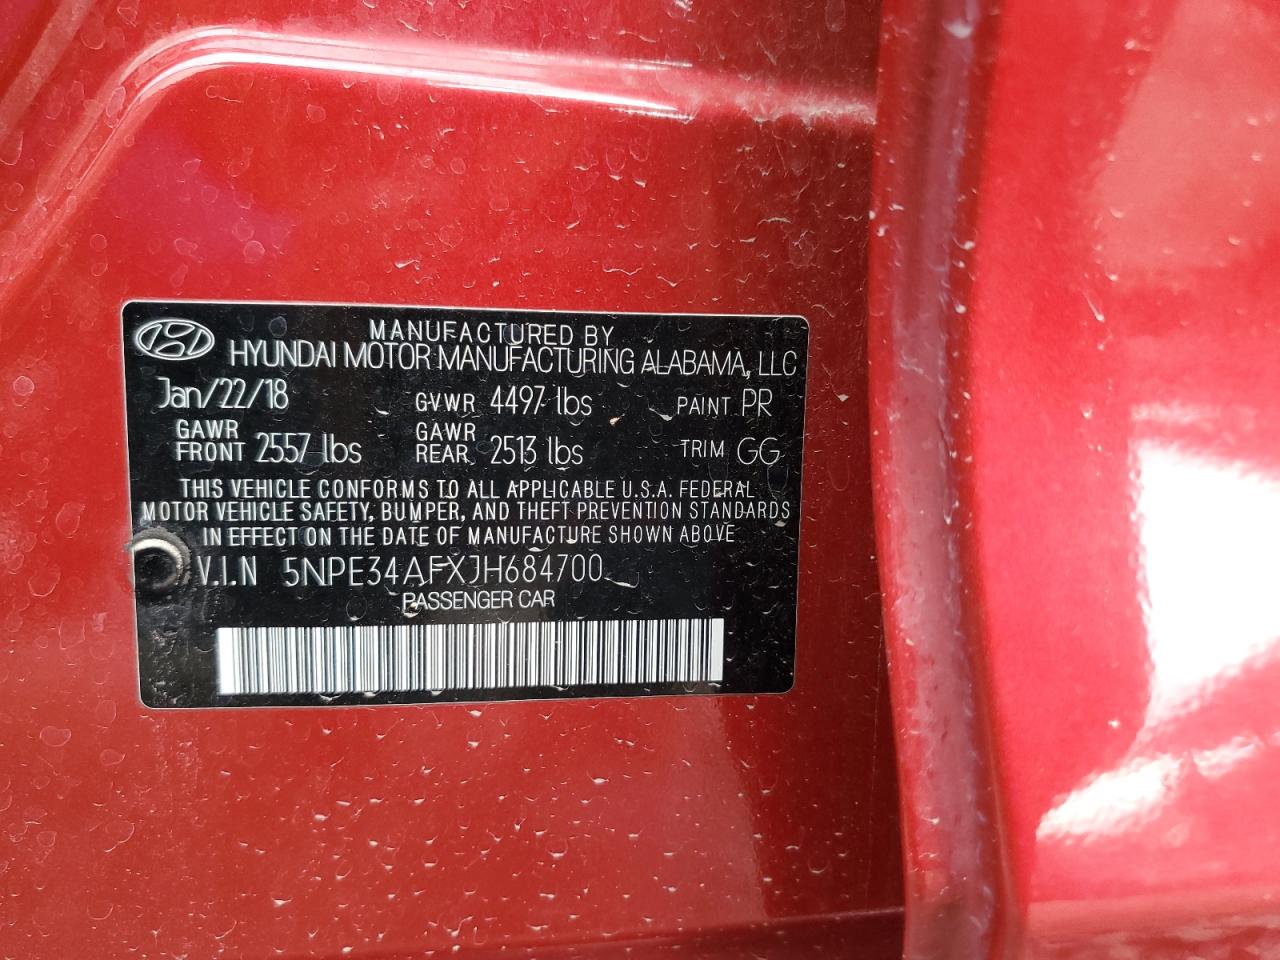 MANUFACTURED BY
HYUNDAI MOTOR MANUFACTURING ALABAMA, LLC
Jan/22/18 GVWR 4497 lbs PAINT PR
GAWR FRONT 2557 lbs GAWR REAR 2513 lbs TRIM GG
THIS VEHICLE CONFORMS TO ALL APPLICABLE U.S.A. FEDERAL
MOTOR VEHICLE SAFETY, BUMPER, AND THEFT PREVENTION STANDARDS
IN EFFECT ON THE DATE OF MANUFACTURE SHOWN ABOVE
V.I.N 5NPE34AFXJH684700
PASSENGER CAR